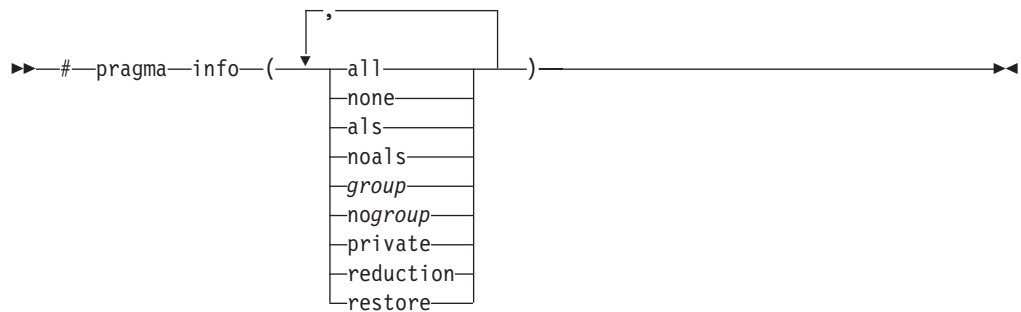 ,
# pragma info ( all )
none
als
noals
group
nogroup
private
reduction
restore